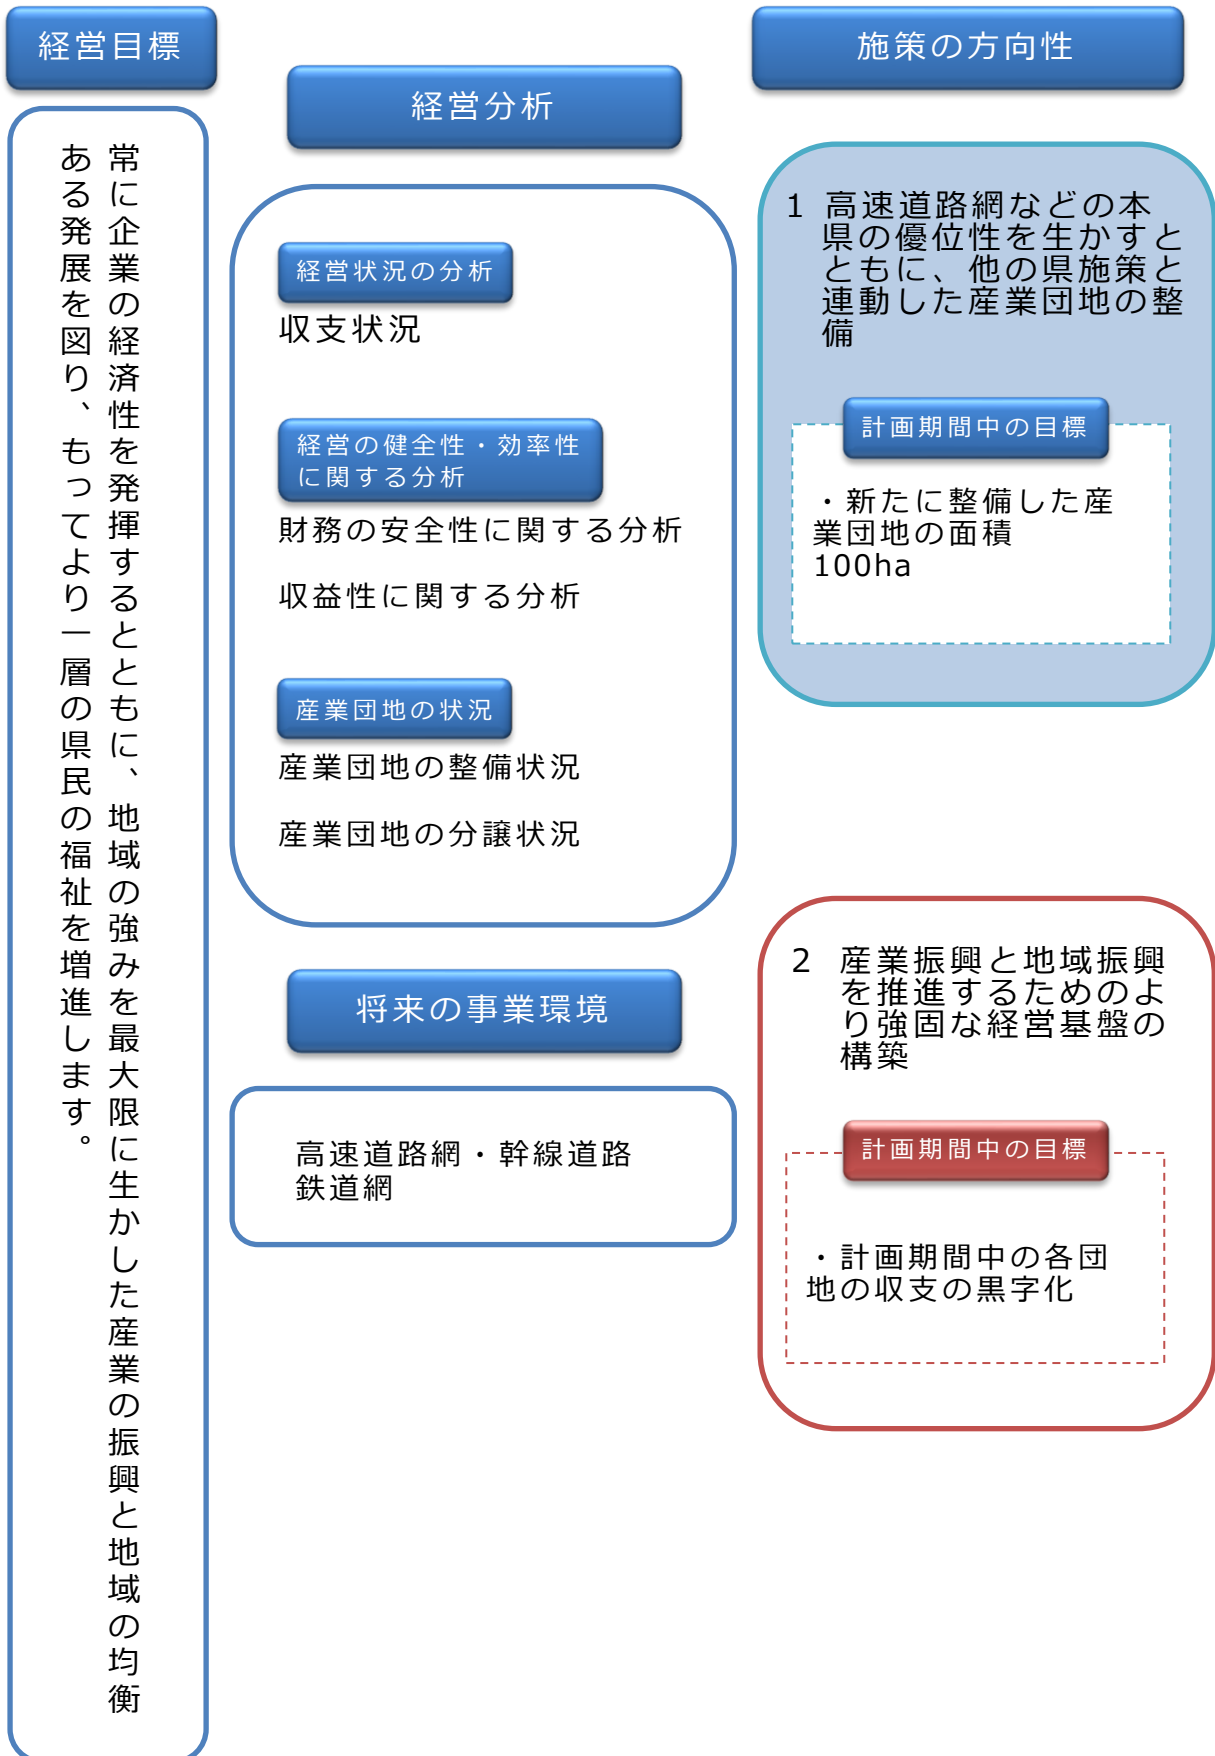 経営目標
常に企業の経済性を発揮するとともに、地域の強みを最大限に生かした産業の振興と地域の均衡
ある発展を図り、もってより一層の県民の福祉を増進します。
経営分析
経営状況の分析
収支状況
経営の健全性・効率性
に関する分析
財務の安全性に関する分析
収益性に関する分析
産業団地の状況
産業団地の整備状況
産業団地の分譲状況
将来の事業環境
高速道路網・幹線道路
鉄道網
施策の方向性
1 高速道路網などの本
県の優位性を生かすと
ともに、他の県施策と
連動した産業団地の整
備
計画期間中の目標
・新たに整備した産
業団地の面積
100ha
2 産業振興と地域振興
を推進するためのよ
り強固な経営基盤の
構築
計画期間中の目標
・計画期間中の各団
地の収支の黒字化